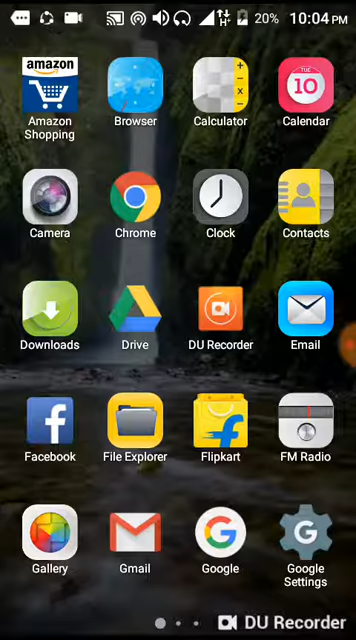 20% 10:04 PM
amazon
TUE
10
Amazon
Shopping
Browser
Calculator
Calendar
Camera
Chrome
Clock
Contacts
Downloads
Drive
DU Recorder
Email
Facebook
File Explorer
Flipkart
FM Radio
Gallery
Gmail
Google
Google
Settings
DU Recorder